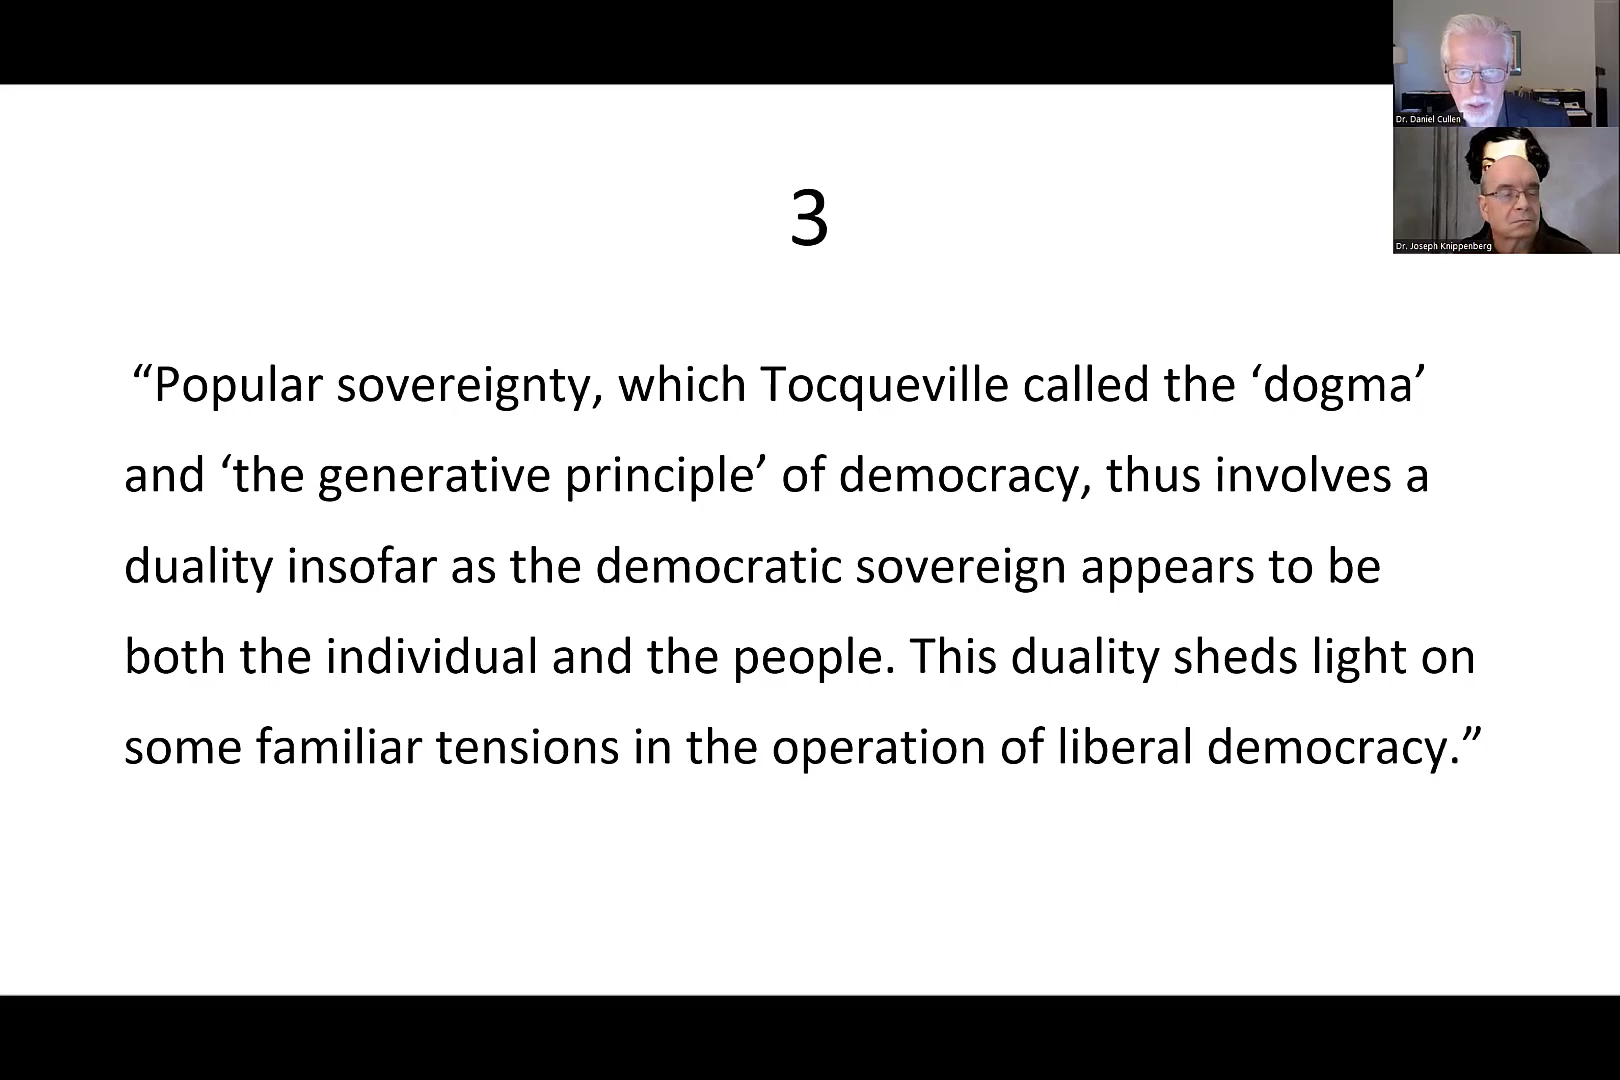 Dr. Daniel Cullen
Dr. Joseph Knippenberg
3
“Popular sovereignty, which Tocqueville called the ‘dogma’
and ‘the generative principle’ of democracy, thus involves a
duality insofar as the democratic sovereign appears to be
both the individual and the people. This duality sheds light on
some familiar tensions in the operation of liberal democracy.”